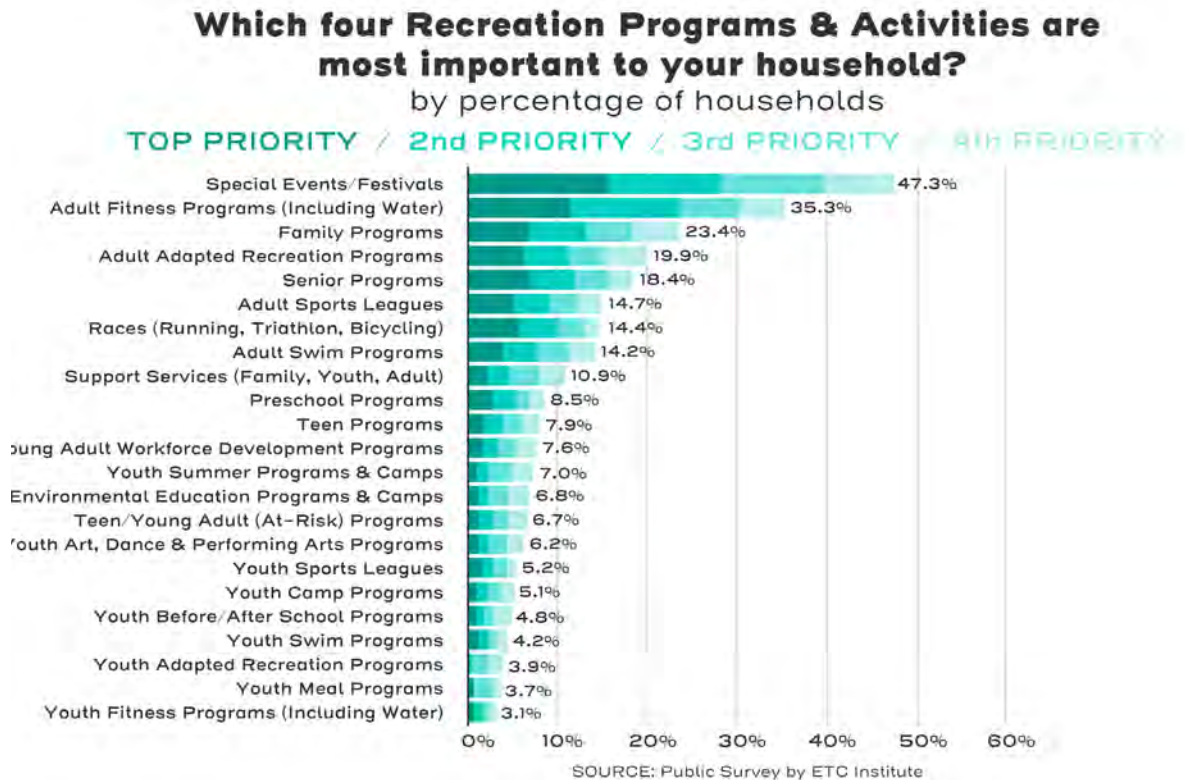 Which four Recreation Programs & Activities are
most important to your household?
by percentage of households
TOP PRIORITY / 2nd PRIORITY / 3rd PRIORITY / 4th PRIORITY
Special Events/Festivals 47.3%
Adult Fitness Programs (Including Water) 35.3%
Family Programs 23.4%
Adult Adapted Recreation Programs 19.9%
Senior Programs 18.4%
Adult Sports Leagues 14.7%
Races (Running, Triathlon, Bicycling) 14.4%
Adult Swim Programs 14.2%
Support Services (Family, Youth, Adult) 10.9%
Preschool Programs 8.5%
Teen Programs 7.9%
oung Adult Workforce Development Programs 7.6%
Youth Summer Programs & Camps 7.0%
Environmental Education Programs & Camps 6.8%
Teen/Young Adult (At-Risk) Programs 6.7%
Youth Art, Dance & Performing Arts Programs 6.2%
Youth Sports Leagues 5.2%
Youth Camp Programs 5.1%
Youth Before/After School Programs 4.8%
Youth Swim Programs 4.2%
Youth Adapted Recreation Programs 3.9%
Youth Meal Programs 3.7%
Youth Fitness Programs (Including Water) 3.1%
0% 10% 20% 30% 40% 50% 60%
SOURCE: Public Survey by ETC Institute